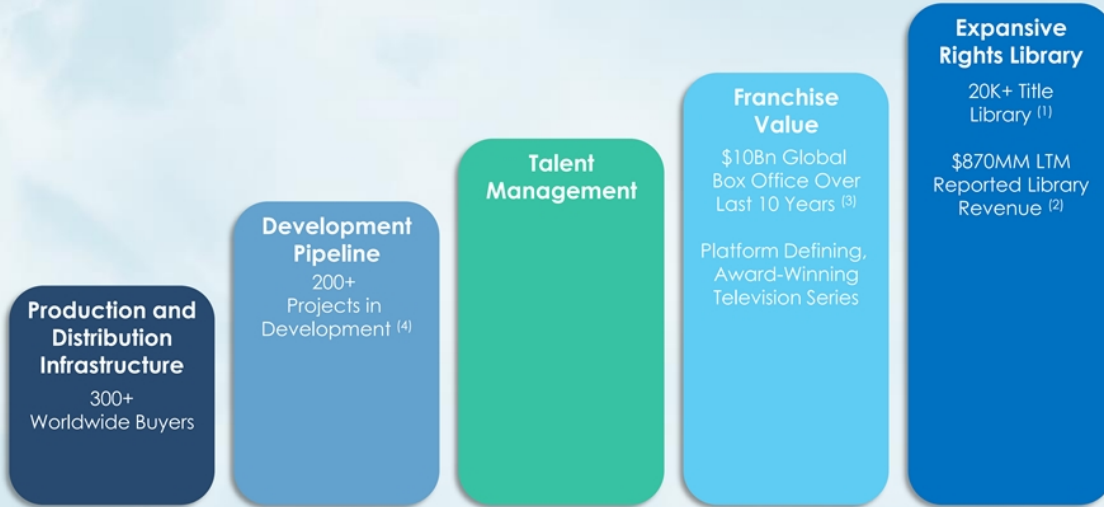 Production and
Distribution
Infrastructure
300+
Worldwide Buyers
Development
Pipeline
200+
Projects in
Development (4)
Talent
Management
Franchise
Value
$10Bn Global
Box Office Over
Last 10 Years (3)
Platform Defining,
Award-Winning
Television Series
Expansive
Rights Library
20K+ Title
Library (1)
$870MM LTM
Reported Library
Revenue (2)